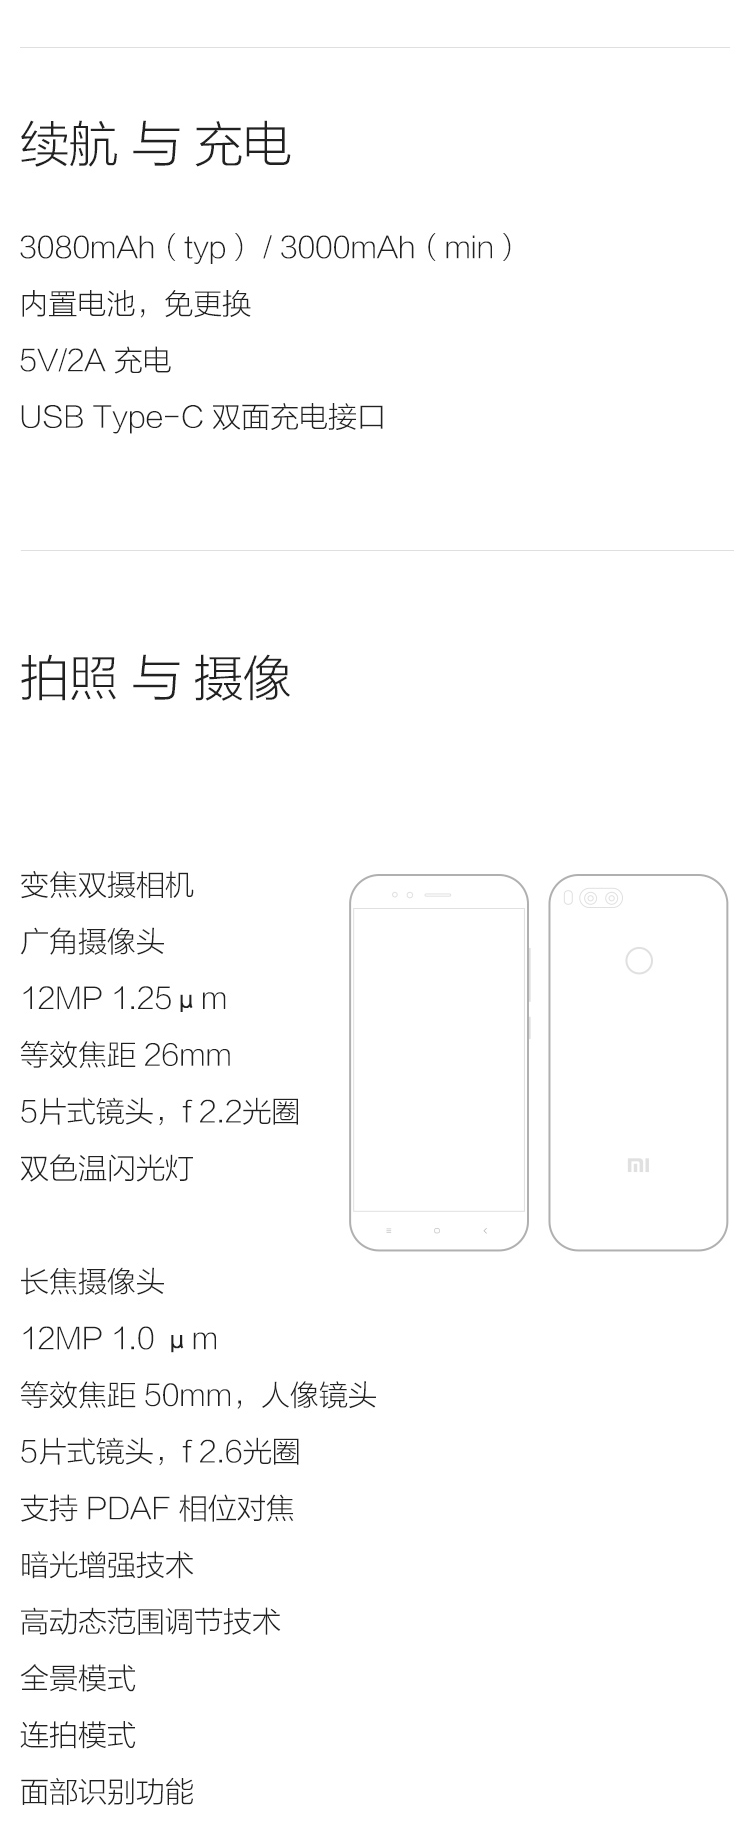 续航 与 充电
3080mAh（typ）/ 3000mAh（min）
内置电池，免更换
5V/2A 充电
USB Type-C 双面充电接口
拍照 与 摄像
变焦双摄相机
广角摄像头
12MP 1.25μm
等效焦距 26mm
5片式镜头，f 2.2光圈
双色温闪光灯
MI
长焦摄像头
12MP 1.0 μm
等效焦距 50mm，人像镜头
5片式镜头，f 2.6光圈
支持 PDAF 相位对焦
暗光增强技术
高动态范围调节技术
全景模式
连拍模式
面部识别功能